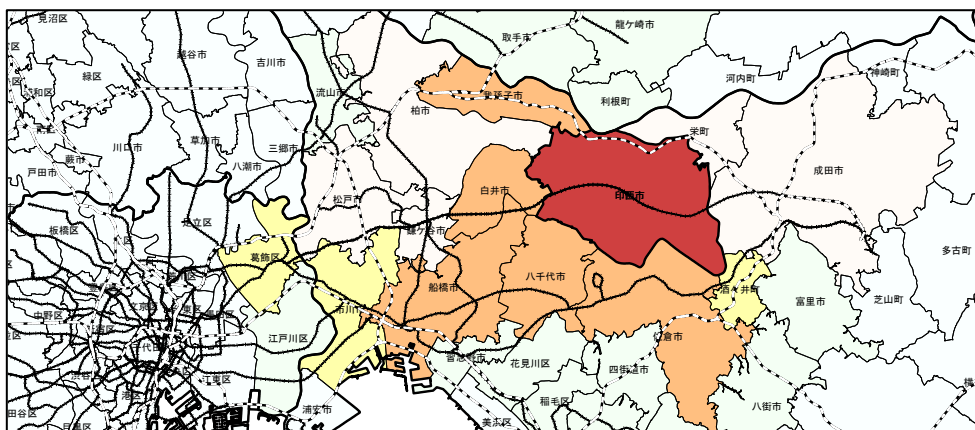 見沼区
越谷市
緑区
吉川市
取手市
龍ケ崎市
河内町
神崎町
流山市
我孫子市
利根町
柏市
栄町
川口市
草加市
八潮市
三郷市
蕨市
戸田市
松戸市
白井市
印西市
成田市
板橋区
足立区
鎌ケ谷市
多古町
葛飾区
船橋市
八千代市
酒々井町
富里市
芝山町
市川市
文京区
中野区
江戸川区
習志野市
花見川区
四街道市
佐倉市
江東区
浦安市
稲毛区
美浜区
八街市
港区